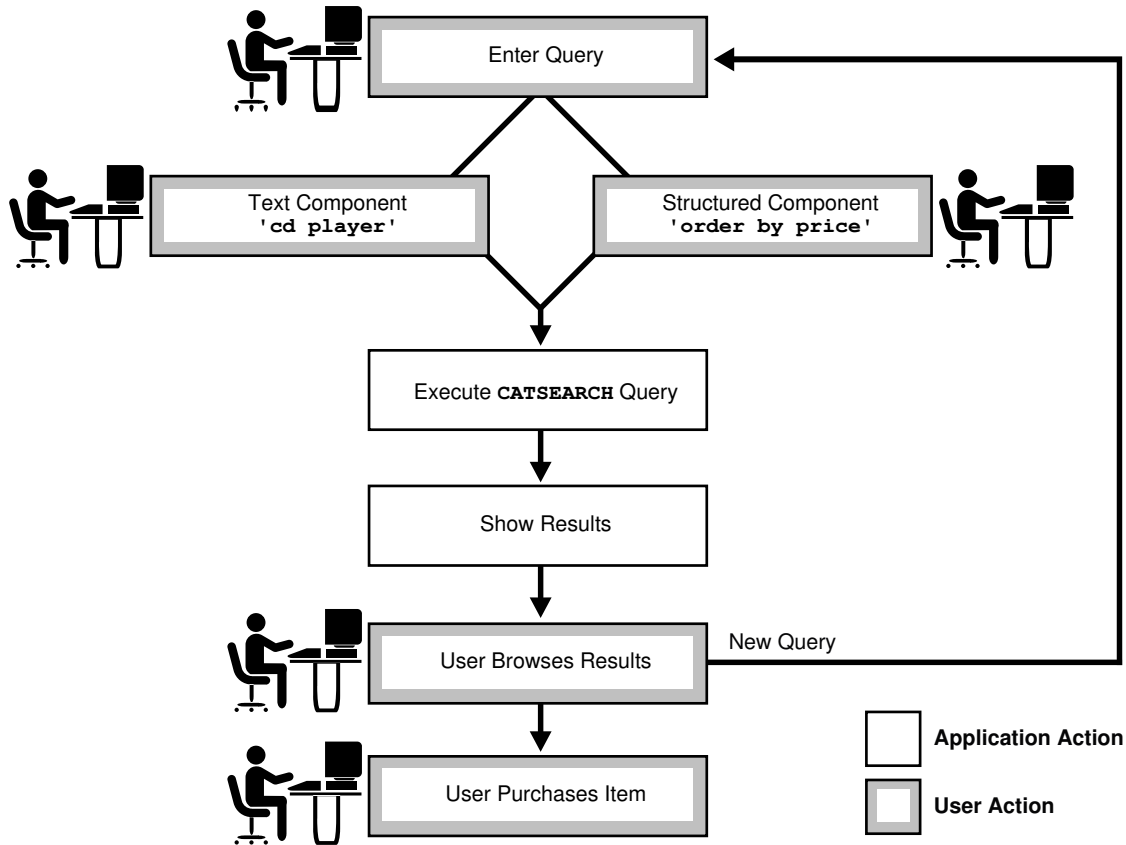 Enter Query
Text Component
'cd player'
Structured Component
'order by price'
Execute CATSEARCH Query
Show Results
User Browses Results
New Query
User Purchases Item
Application Action
User Action